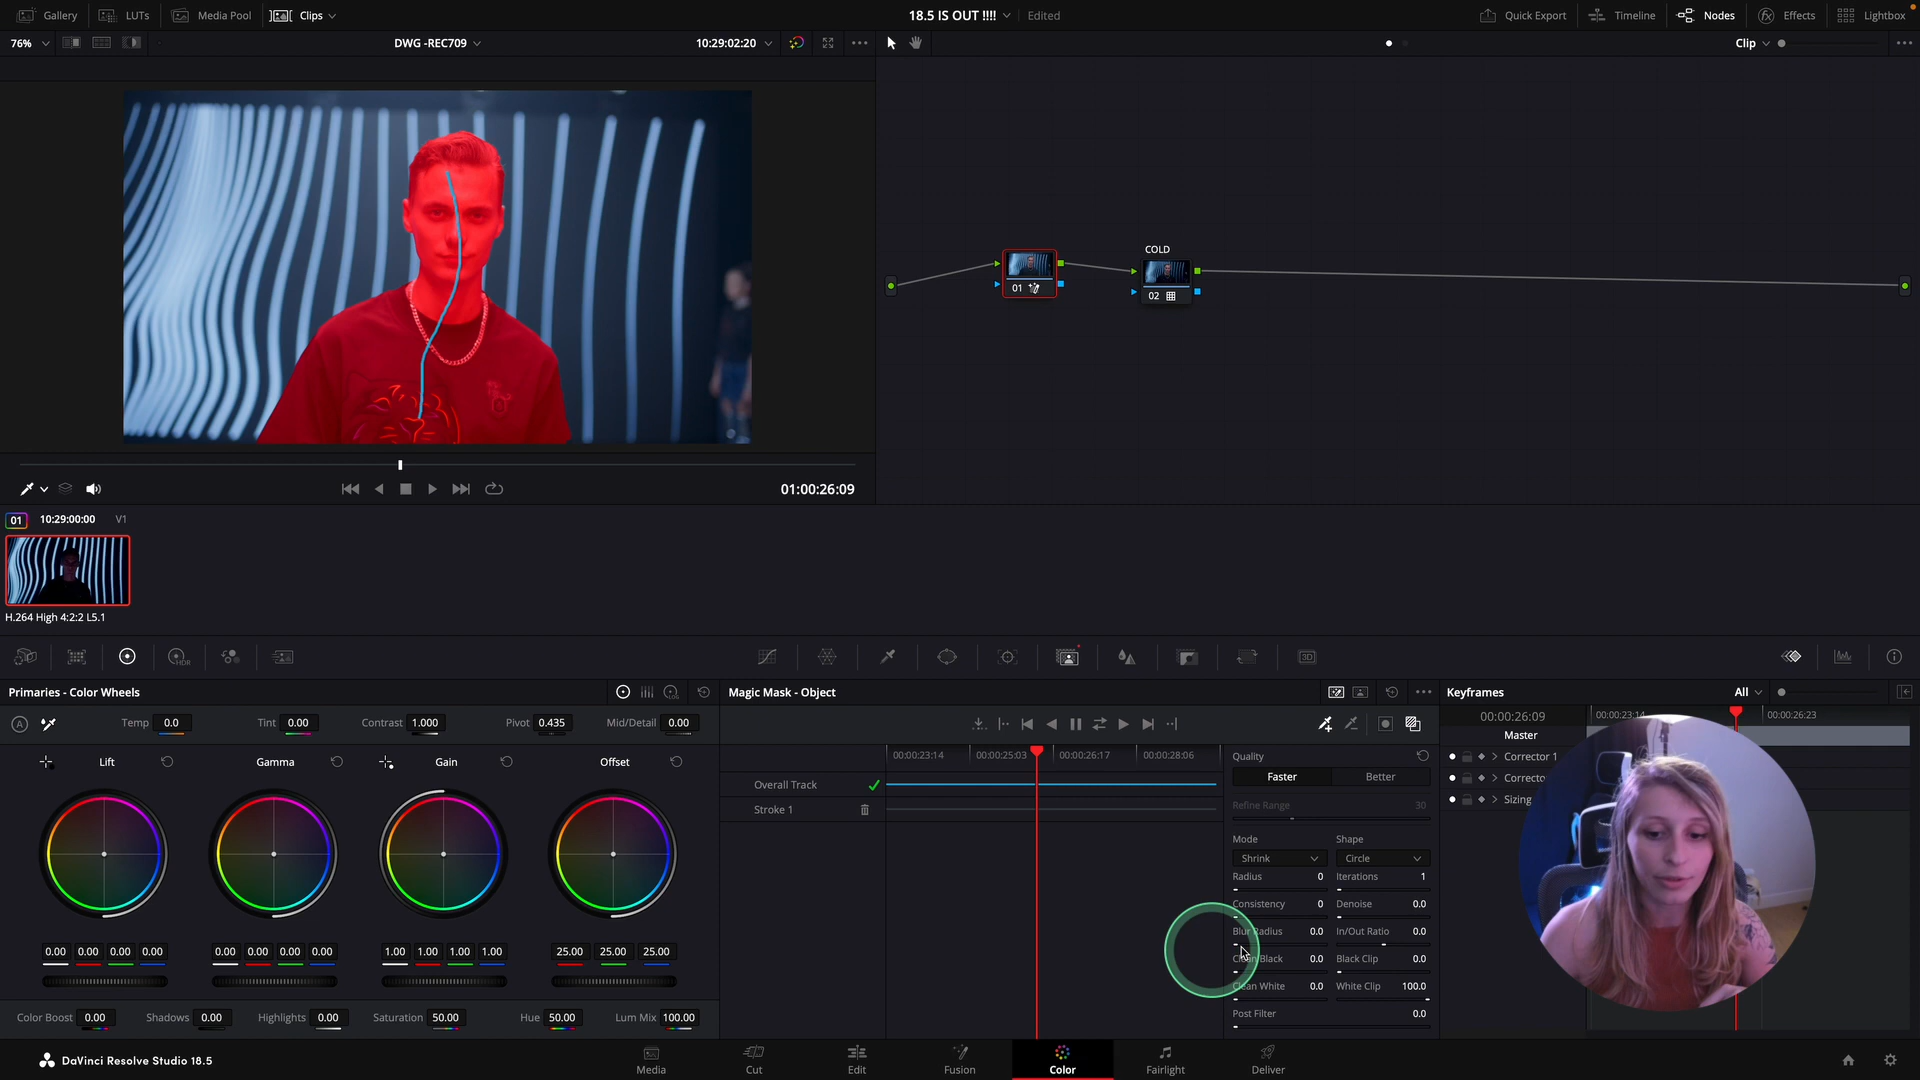 Gallery LUTs Media Pool Clips 18.5 IS OUT !!!! Edited Quick Export Timeline Nodes Effects Lightbox
76% DWG -REC709 10:29:02:20 Clip
COLD
01
02
01:00:26:09
01 10:29:00:00 V1
H.264 High 4:2:2 L5.1
HDR
3D
Primaries - Color Wheels
LOG
Magic Mask - Object
Keyframes
All
A
Temp 0.0 Tint 0.00 Contrast 1.000 Pivot 0.435 Mid/Detail 0.00
00:00:26:09 00:00:23:14 00:00:26:23
Master
Lift Gamma Gain Offset
00:00:23:14 00:00:25:03 00:00:26:17 00:00:28:06
Quality
Faster Better
Overall Track
Stroke 1
Refine Range 30
Mode Shape
Shrink Circle
Radius 0 Iterations 1
Consistency 0 Denoise 0.0
Blur Radius 0.0 In/Out Ratio 0.0
Clean Black 0.0 Black Clip 0.0
Clean White 0.0 White Clip 100.0
Post Filter 0.0
Corrector 1
Sizing
0.00 0.00 0.00 0.00 0.00 0.00 0.00 0.00 1.00 1.00 1.00 1.00 25.00 25.00 25.00
Color Boost 0.00 Shadows 0.00 Highlights 0.00 Saturation 50.00 Hue 50.00 Lum Mix 100.00
DaVinci Resolve Studio 18.5
Media Cut Edit Fusion Color Fairlight Deliver